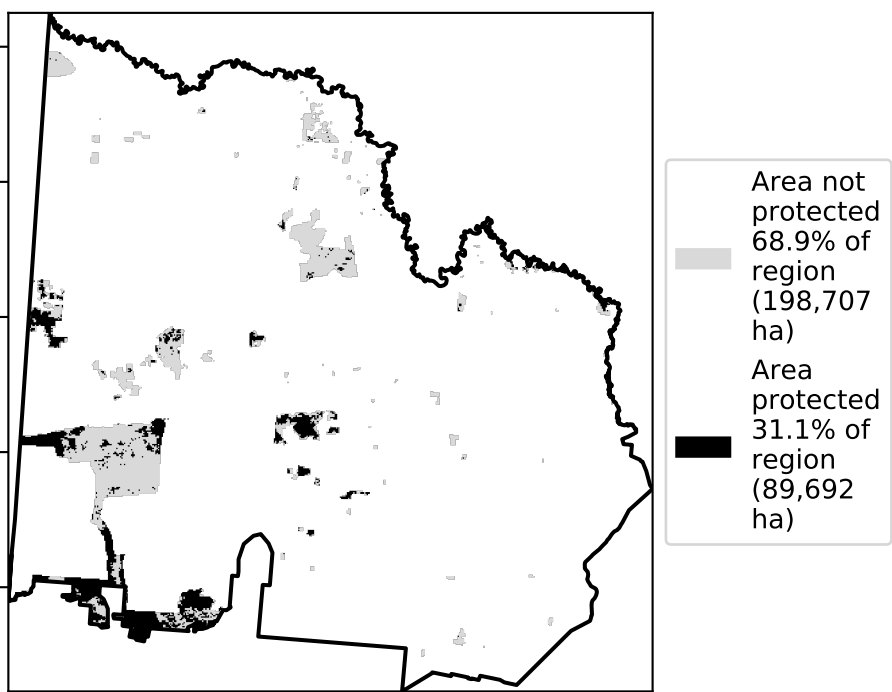 Area not
protected
68.9% of
region
(198,707
ha)
Area
protected
31.1% of
region
(89,692
ha)